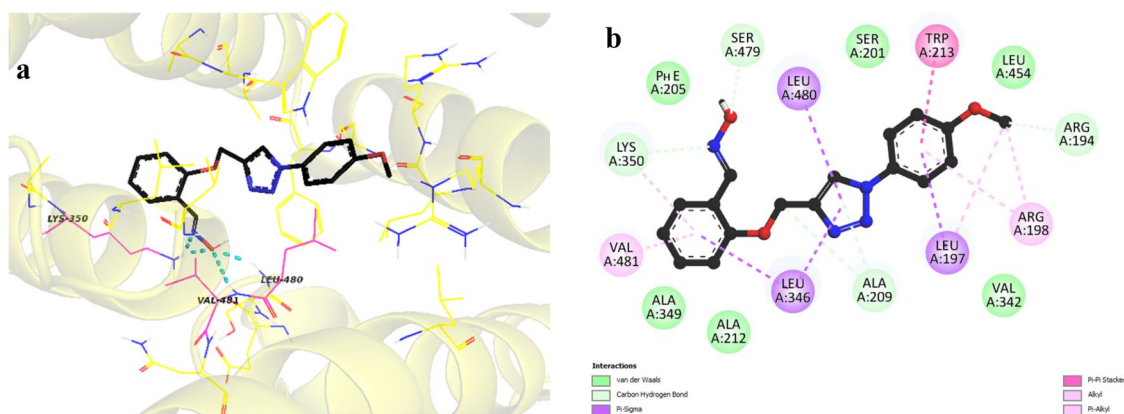 a
LYS-350
LEU-480
VAL-481
b
SER
A:479
SER
A:201
TRP
A:213
PHE
A:205
LEU
A:480
LEU
A:454
LYS
A:350
ARG
A:194
VAL
A:481
ARG
A:198
LEU
A:197
LEU
A:346
ALA
A:209
VAL
A:342
ALA
A:349
ALA
A:212
Interactions
van der Waals
Carbon Hydrogen Bond
Pi-Sigma
Pi-Pi Stacked
Alkyl
Pi-Alkyl